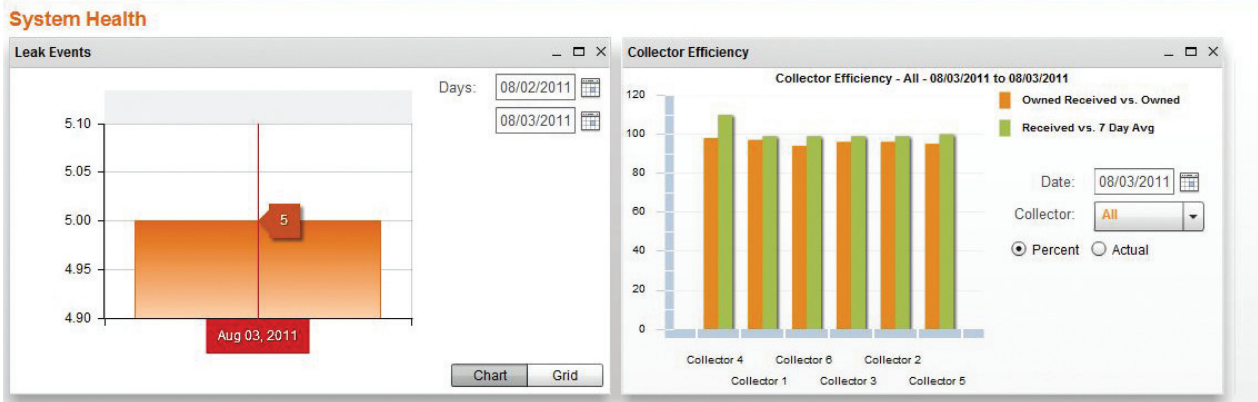 System Health
Leak Events
Days: 08/02/2011
08/03/2011
5.10
5.05
5.00
4.95
4.90
5
Aug 03, 2011
Chart Grid
Collector Efficiency
Collector Efficiency - All - 08/03/2011 to 08/03/2011
120
100
80
60
40
20
0
Owned Received vs. Owned
Received vs. 7 Day Avg
Date: 08/03/2011
Collector: All
Percent Actual
Collector 4 Collector 6 Collector 2
Collector 1 Collector 3 Collector 5